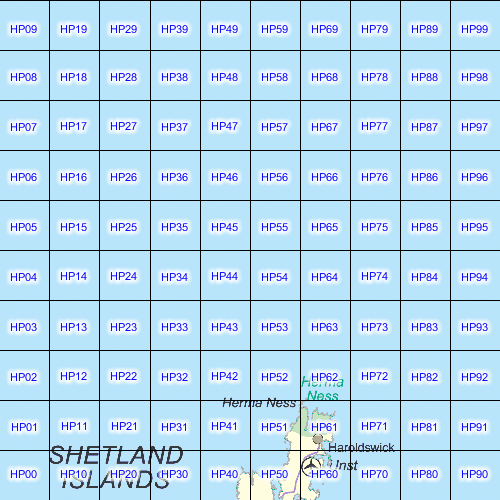 HP09 HP19 HP29 HP39 HP49 HP59 HP69 HP79 HP89 HP99
HP08 HP18 HP28 HP38 HP48 HP58 HP68 HP78 HP88 HP98
HP07 HP17 HP27 HP37 HP47 HP57 HP67 HP77 HP87 HP97
HP06 HP16 HP26 HP36 HP46 HP56 HP66 HP76 HP86 HP96
HP05 HP15 HP25 HP35 HP45 HP55 HP65 HP75 HP85 HP95
HP04 HP14 HP24 HP34 HP44 HP54 HP64 HP74 HP84 HP94
HP03 HP13 HP23 HP33 HP43 HP53 HP63 HP73 HP83 HP93
HP02 HP12 HP22 HP32 HP42 HP52 HP62 HP72 HP82 HP92
Herma
Ness
Herma Ness
HP01 HP11 HP21 HP31 HP41 HP51 HP61 HP71 HP81 HP91
Haroldswick
SHETLAND
ISLANDS
Unst
HP00 HP10 HP20 HP30 HP40 HP50 HP60 HP70 HP80 HP90